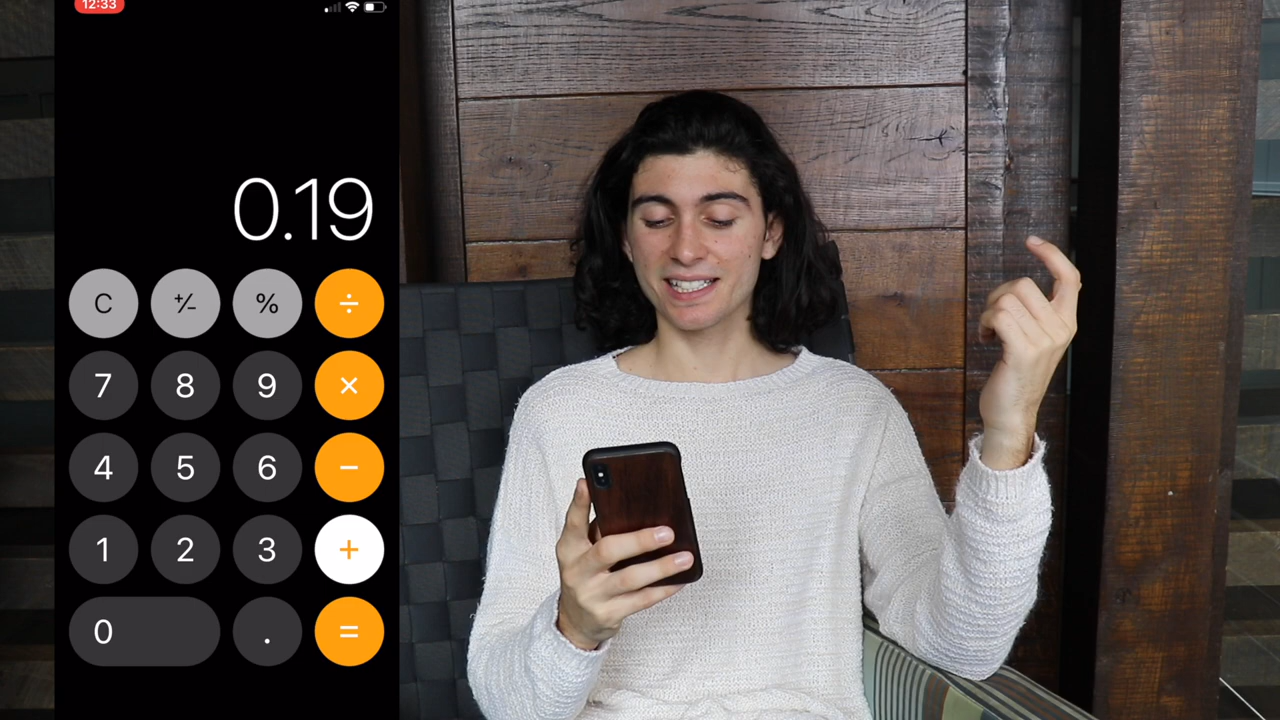 12:33
0.19
C +/- % ÷
7 8 9 ×
4 5 6 −
1 2 3 +
0 . =